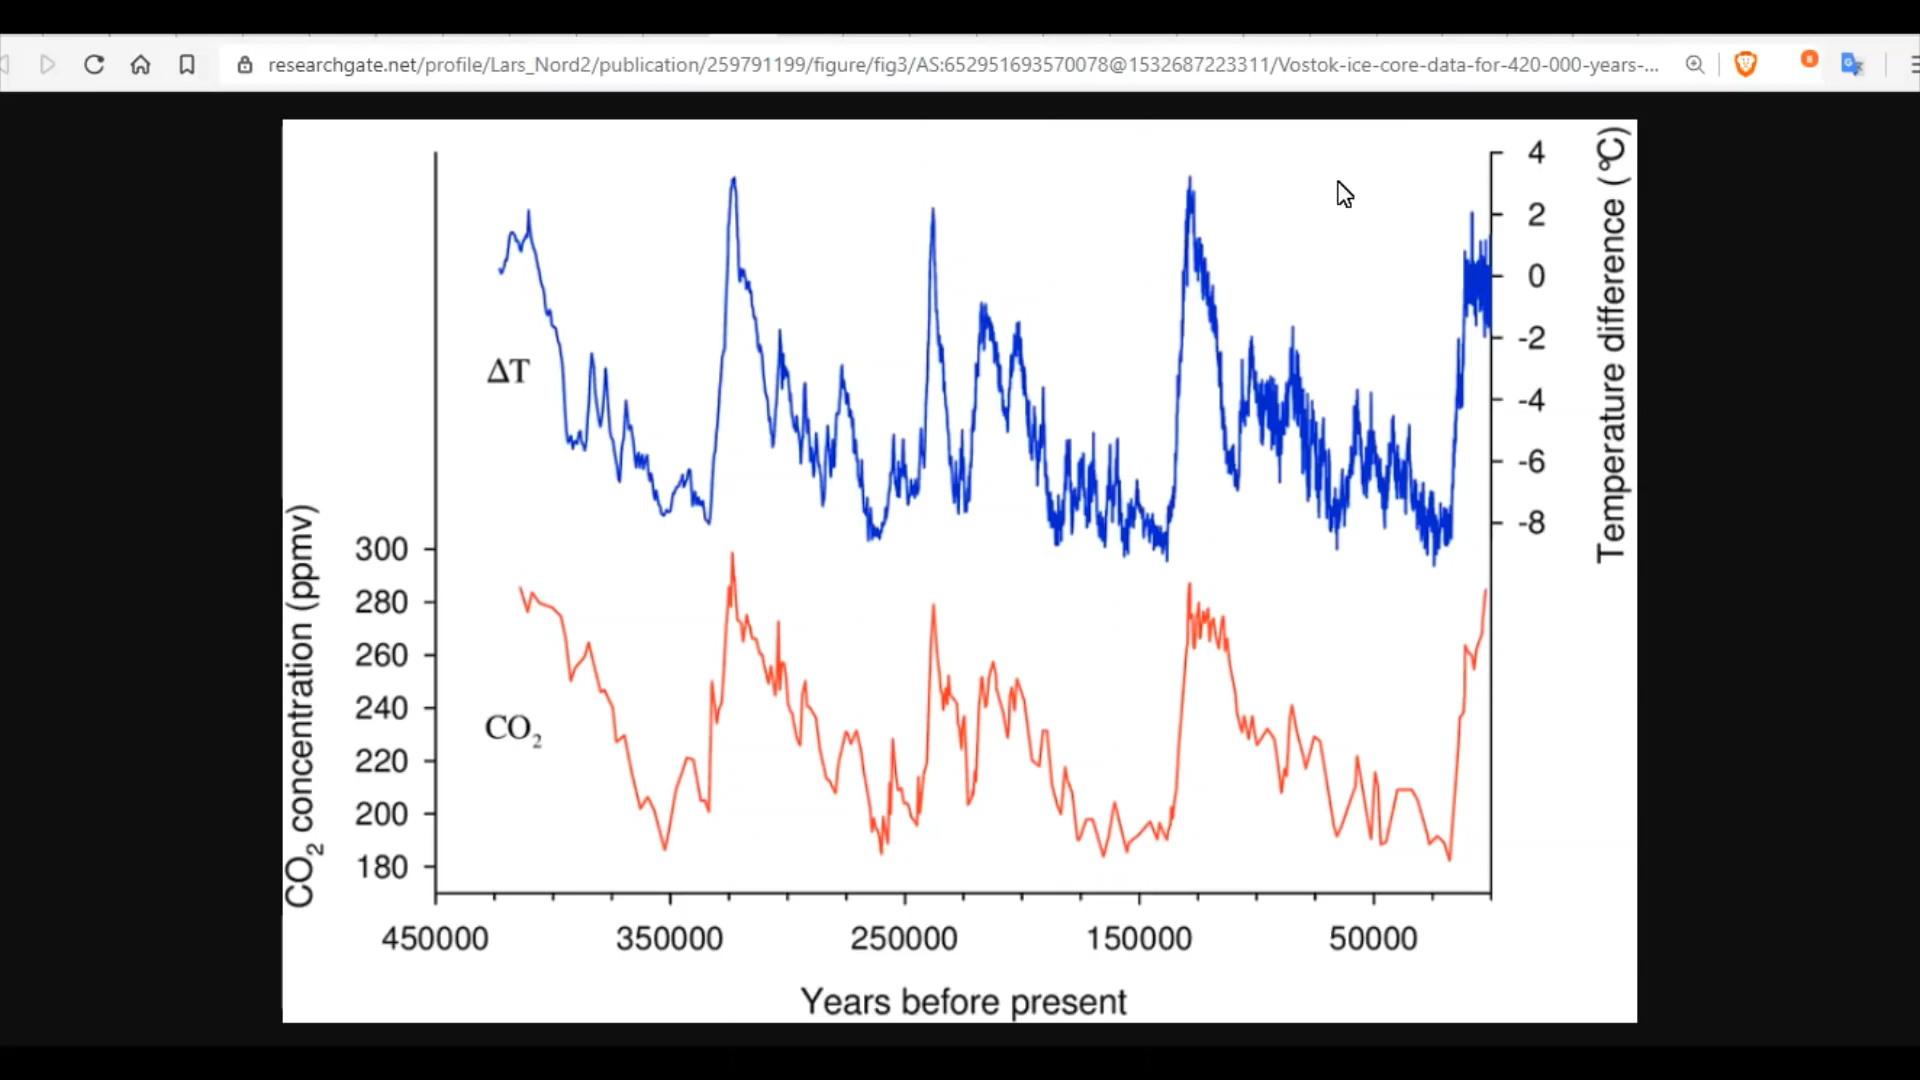 researchgate.net/profile/Lars_Nord2/publication/259791199/figure/fig3/AS:652951693570078@1532687223311/Vostok-ice-core-data-for-420-000-years-...
ΔT
CO₂
CO₂ concentration (ppmv)
300
280
260
240
220
200
180
4
2
0
-2
-4
-6
-8
Temperature difference (°C)
450000 350000 250000 150000 50000
Years before present